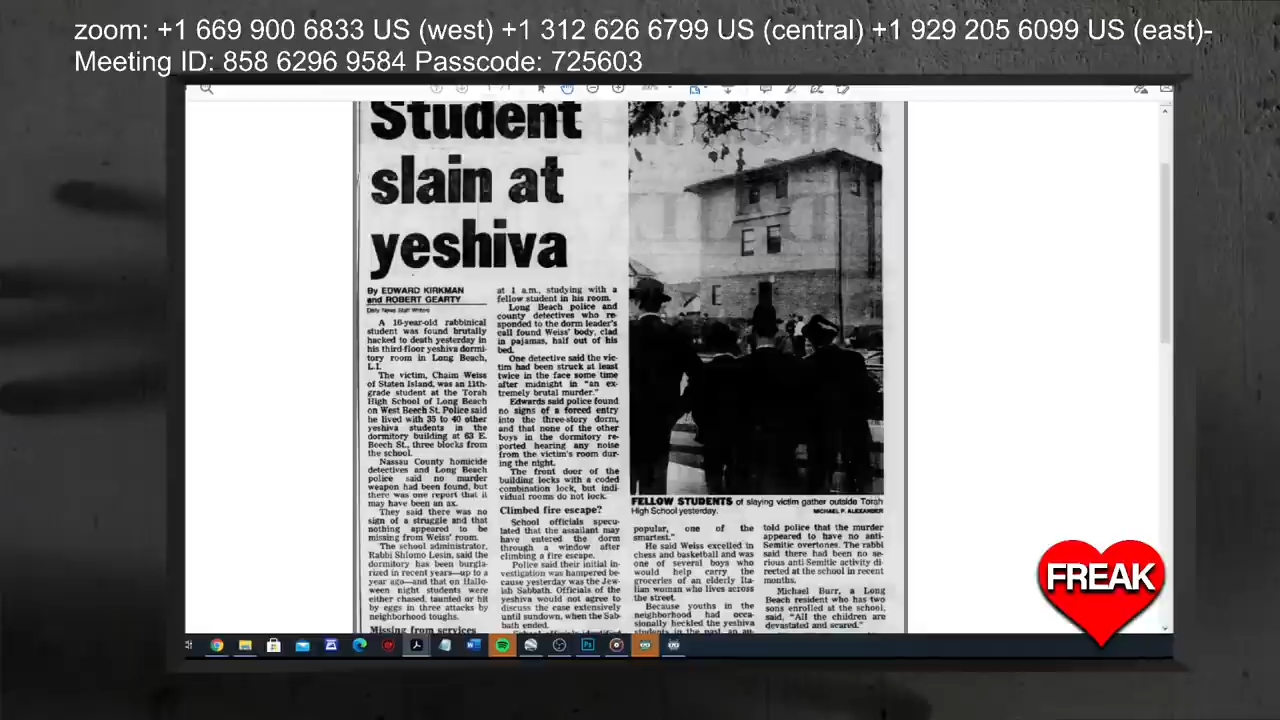 zoom: +1 669 900 6833 US (west) +1 312 626 6799 US (central) +1 929 205 6099 US (east)-
Meeting ID: 858 6296 9584 Passcode: 725603
Student
slain at
yeshiva
By EDWARD KIRKMAN
and ROBERT GEARTY
Daily News Staff Writers
A 16-year-old rabbinical
student was found brutally
hacked to death yesterday in
his third-floor yeshiva dormi-
tory room in Long Beach,
L.I.
The victim, Chaim Weiss
of Staten Island, was an 11th-
grade student at the Torah
High School of Long Beach
on West Beech St. Police said
he lived with 35 to 40 other
yeshiva students in the
dormitory building at 63 E.
Beech St., three blocks from
the school.
Nassau County homicide
detectives and Long Beach
police said no murder
weapon had been found, but
there was one report that it
may have been an ax.
They said there was no
sign of a struggle and that
nothing appeared to be
missing from Weiss' room.
The school administrator,
Rabbi Shlomo Lesin, said the
dormitory has been burgla-
rized in recent years—up to a
year ago—and that on Hallo-
ween night students were
either chased, taunted or hit
by eggs in three attacks by
neighborhood toughs.
Missing from services
at 1 a.m., studying with a
fellow student in his room.
Long Beach police and
county detectives who re-
sponded to the dorm leader's
call found Weiss' body, clad
in pajamas, half out of his
bed.
One detective said the vic-
tim had been struck at least
twice in the face some time
after midnight in "an ex-
tremely brutal murder."
Edwards said police found
no signs of a forced entry
into the three-story dorm,
and that none of the other
boys in the dormitory re-
ported hearing any noise
from the victim's room dur-
ing the night.
The front door of the
building locks with a coded
combination lock, but indi-
vidual rooms do not lock.
Climbed fire escape?
School officials specu-
lated that the assailant may
have entered the dorm
through a window after
climbing a fire escape.
Police said their initial in-
vestigation was hampered be-
cause yesterday was the Jew-
ish Sabbath. Officials of the
yeshiva would not agree to
discuss the case extensively
until sundown, when the Sab-
bath ended.
FELLOW STUDENTS of slaying victim gather outside Torah
High School yesterday.
MICHAEL P. ALEXANDER
popular, one of the
smartest."
He said Weiss excelled in
chess and basketball and was
one of several boys who
would help carry the
groceries of an elderly Ita-
lian woman who lives across
the street.
Because youths in the
neighborhood had occa-
sionally heckled the yeshiva
students in the past, an au-
told police that the murder
appeared to have no anti-
Semitic overtones. The rabbi
said there had been no se-
rious anti-Semitic activity di-
rected at the school in recent
months.
Michael Burr, a Long
Beach resident who has two
sons enrolled at the school,
said, "All the children are
devastated and scared."
FREAK